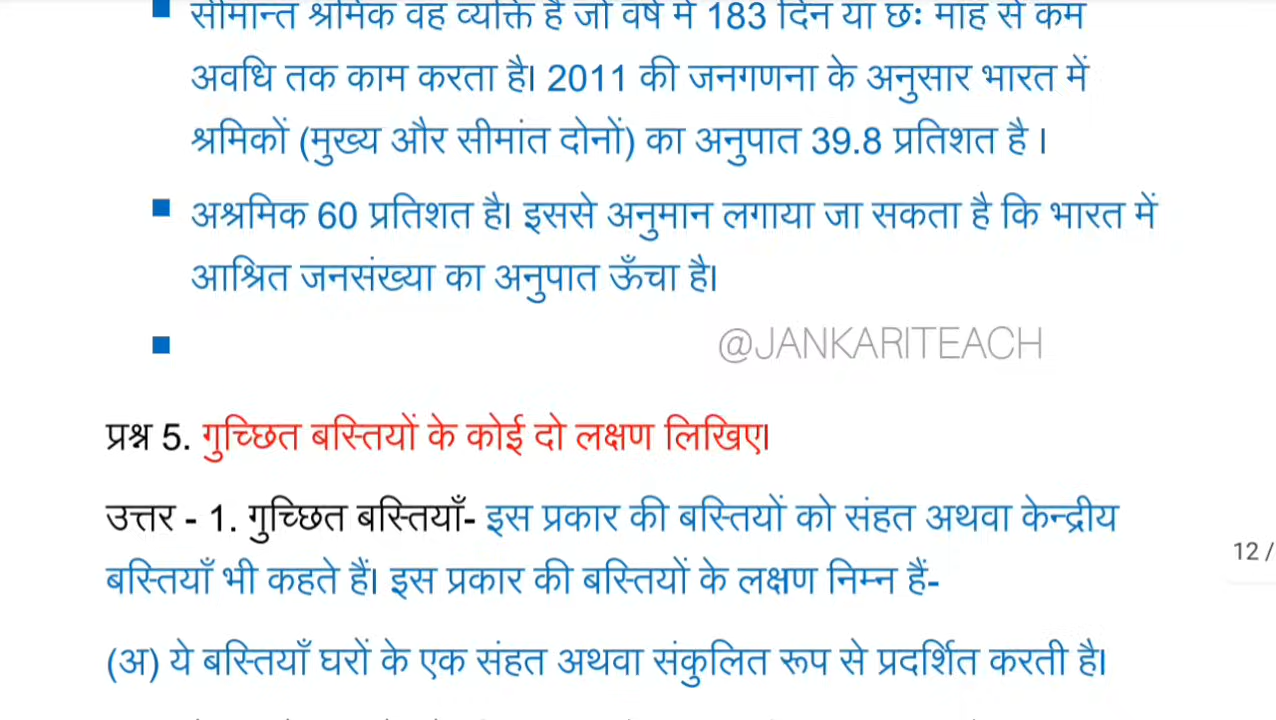 सीमान्त श्रमिक वह व्यक्ति है जो वर्ष में 183 दिन या छः माह से कम
अवधि तक काम करता है। 2011 की जनगणना के अनुसार भारत में
श्रमिकों (मुख्य और सीमांत दोनों) का अनुपात 39.8 प्रतिशत है ।
अश्रमिक 60 प्रतिशत है। इससे अनुमान लगाया जा सकता है कि भारत में
आश्रित जनसंख्या का अनुपात ऊँचा है।
@JANKARITEACH
प्रश्न 5. गुच्छित बस्तियों के कोई दो लक्षण लिखिए।
उत्तर - 1. गुच्छित बस्तियाँ- इस प्रकार की बस्तियों को संहत अथवा केन्द्रीय
12 /
बस्तियाँ भी कहते हैं। इस प्रकार की बस्तियों के लक्षण निम्न हैं-
(अ) ये बस्तियाँ घरों के एक संहत अथवा संकुलित रूप से प्रदर्शित करती है।